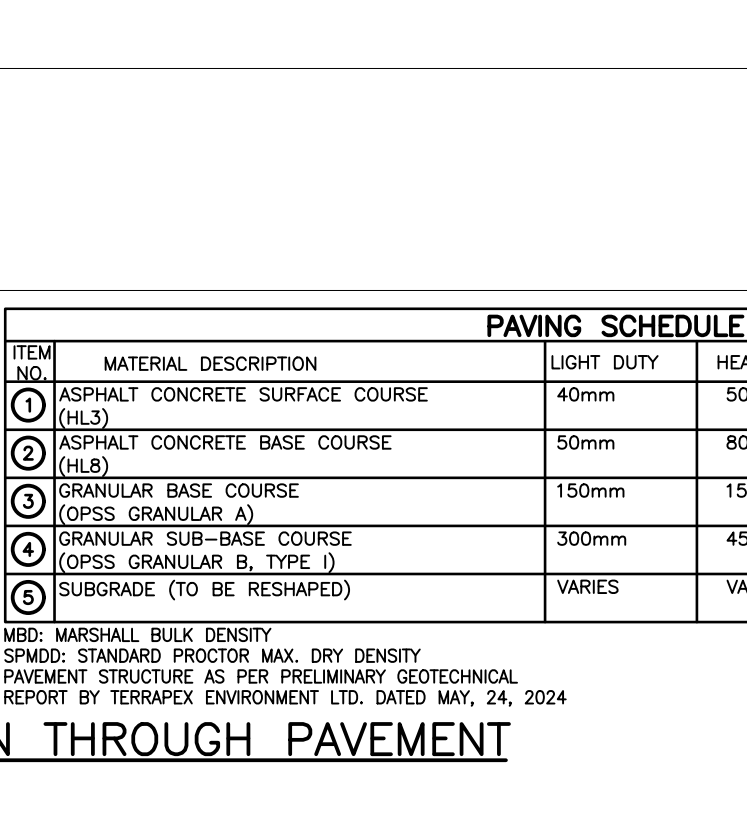 PAVING SCHEDULE
ITEM NO. MATERIAL DESCRIPTION LIGHT DUTY
1 ASPHALT CONCRETE SURFACE COURSE 40mm
(HL3)
2 ASPHALT CONCRETE BASE COURSE 50mm
(HL8)
3 GRANULAR BASE COURSE 150mm
(OPSS GRANULAR A)
4 GRANULAR SUB-BASE COURSE 300mm
(OPSS GRANULAR B, TYPE I)
5 SUBGRADE (TO BE RESHAPED) VARIES
MBD: MARSHALL BULK DENSITY
SPMDD: STANDARD PROCTOR MAX. DRY DENSITY
PAVEMENT STRUCTURE AS PER PRELIMINARY GEOTECHNICAL
REPORT BY TERRAPEX ENVIRONMENT LTD. DATED MAY, 24, 2024
THROUGH PAVEMENT